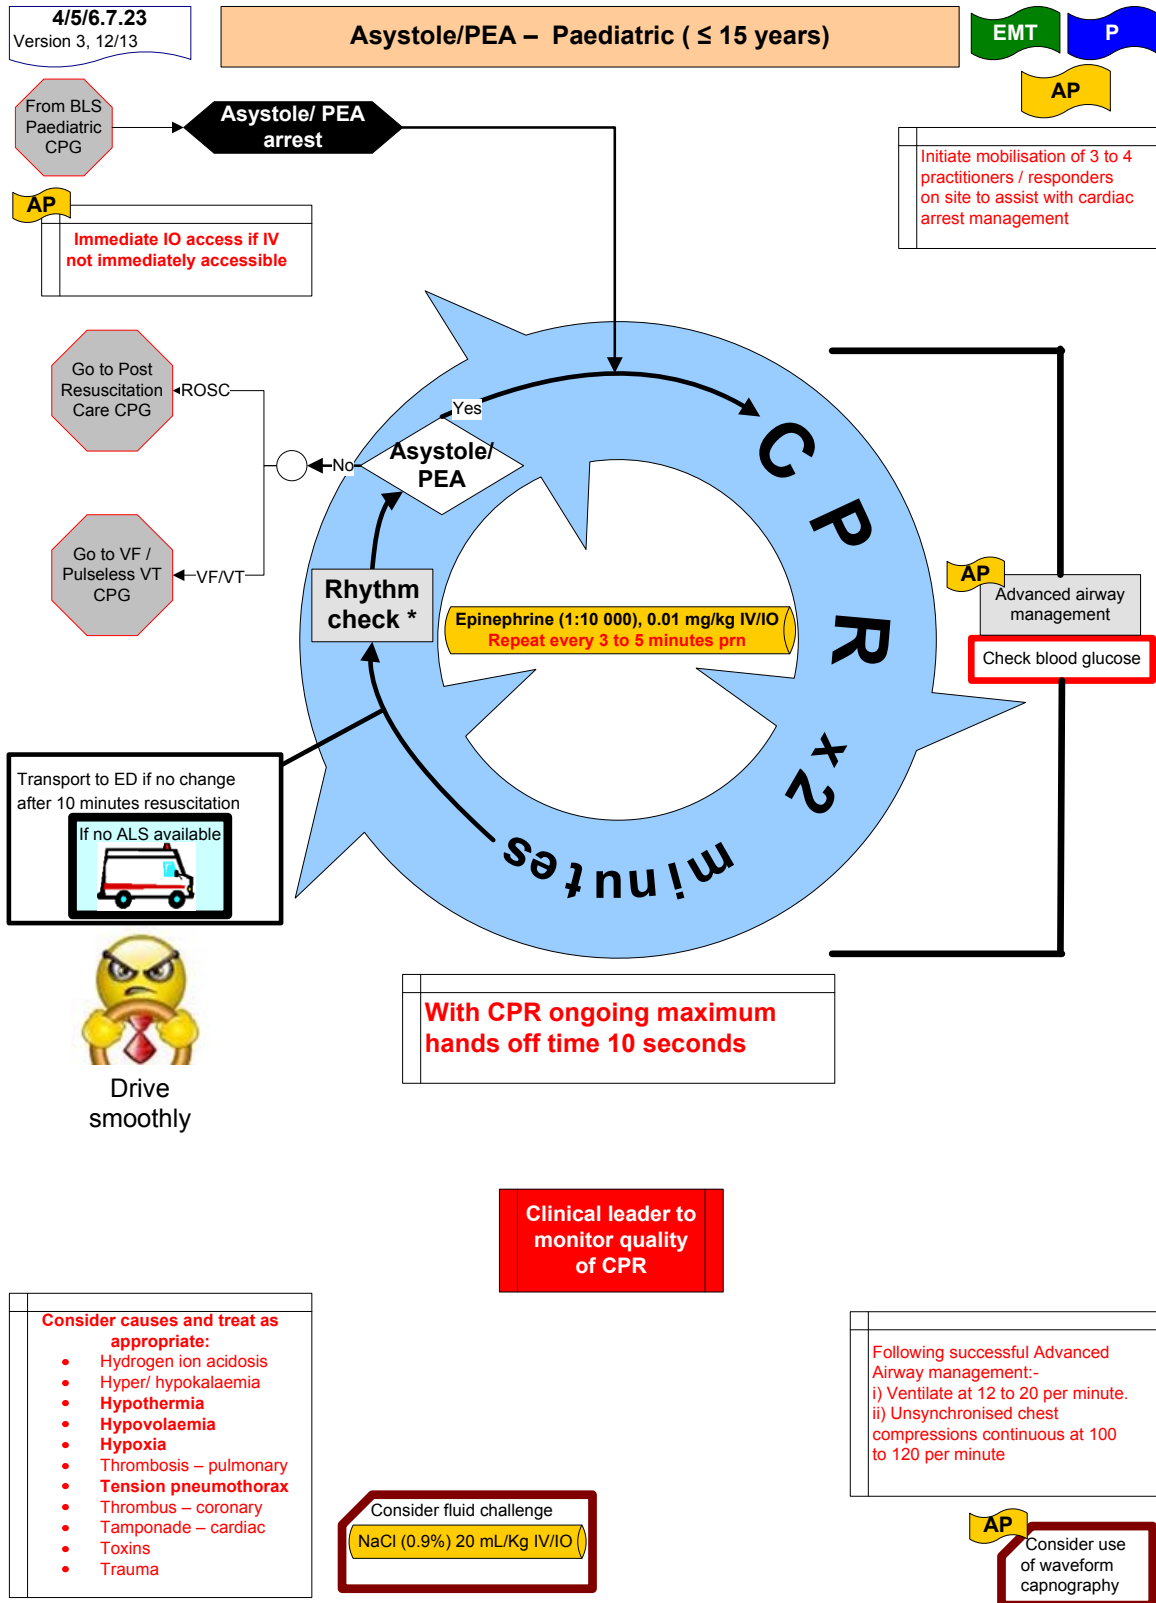 4/5/6.7.23
Version 3, 12/13
Asystole/PEA – Paediatric ( ≤ 15 years)
EMT
P
AP
From BLS
Paediatric
CPG
Asystole/ PEA
arrest
Initiate mobilisation of 3 to 4
practitioners / responders
on site to assist with cardiac
arrest management
AP
Immediate IO access if IV
not immediately accessible
Go to Post
Resuscitation
Care CPG
ROSC
Yes
Asystole/
PEA
No
Go to VF /
Pulseless VT
CPG
VF/VT
Rhythm
check *
Epinephrine (1:10 000), 0.01 mg/kg IV/IO
Repeat every 3 to 5 minutes prn
CPR x2 minutes
AP
Advanced airway
management
Check blood glucose
Transport to ED if no change
after 10 minutes resuscitation
If no ALS available
Drive
smoothly
With CPR ongoing maximum
hands off time 10 seconds
Clinical leader to
monitor quality
of CPR
Consider causes and treat as
appropriate:
• Hydrogen ion acidosis
• Hyper/ hypokalaemia
• Hypothermia
• Hypovolaemia
• Hypoxia
• Thrombosis – pulmonary
• Tension pneumothorax
• Thrombus – coronary
• Tamponade – cardiac
• Toxins
• Trauma
Consider fluid challenge
NaCl (0.9%) 20 mL/Kg IV/IO
Following successful Advanced
Airway management:-
i) Ventilate at 12 to 20 per minute.
ii) Unsynchronised chest
compressions continuous at 100
to 120 per minute
AP
Consider use
of waveform
capnography